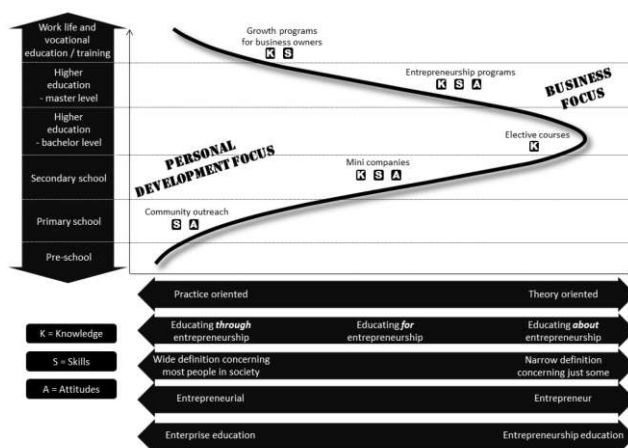 Work life and
vocational
education / training
Higher
education
- master level
Higher
education
- bachelor level
Secondary school
Primary school
Pre-school
Growth programs
for business owners
K S
Entrepreneurship programs
K S A
BUSINESS
FOCUS
Elective courses
K
PERSONAL
DEVELOPMENT FOCUS
Mini companies
K S A
Community outreach
S A
K = Knowledge
S = Skills
A = Attitudes
Practice oriented
Theory oriented
Educating through
entrepreneurship
Educating for
entrepreneurship
Educating about
entrepreneurship
Wide definition concerning
most people in society
Narrow definition
concerning just some
Entrepreneurial
Entrepreneur
Enterprise education
Entrepreneurship education